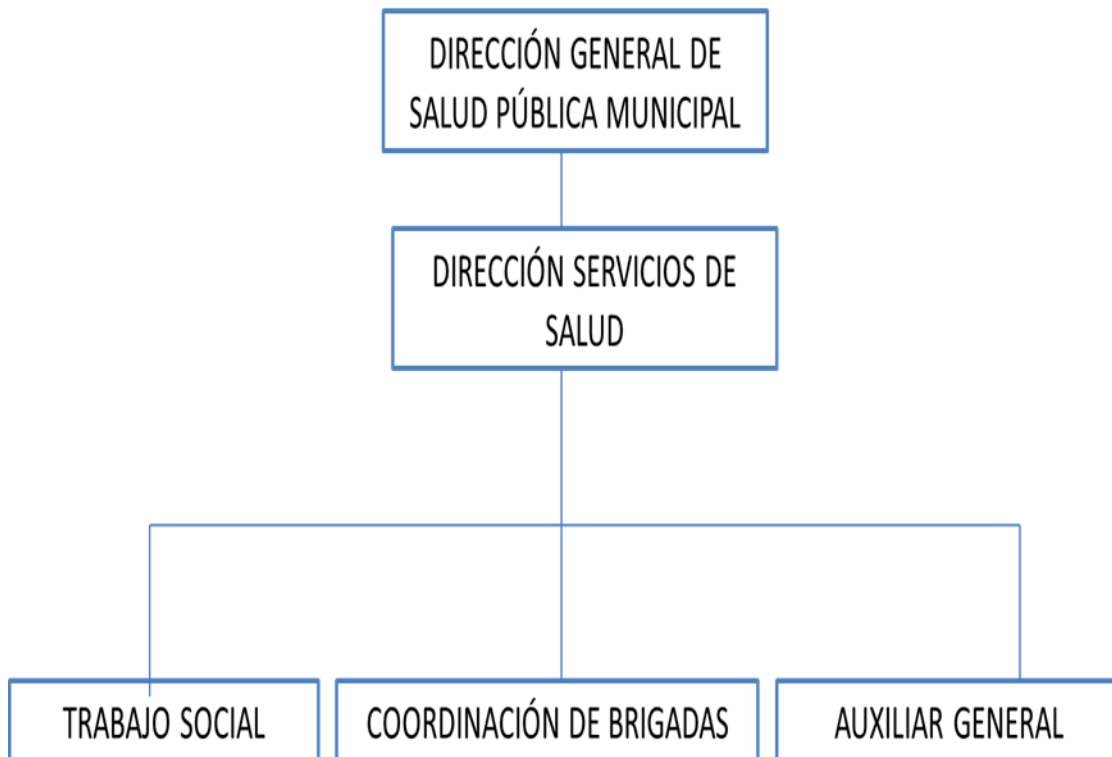 DIRECCIÓN GENERAL DE
SALUD PÚBLICA MUNICIPAL
DIRECCIÓN SERVICIOS DE
SALUD
TRABAJO SOCIAL
COORDINACIÓN DE BRIGADAS
AUXILIAR GENERAL